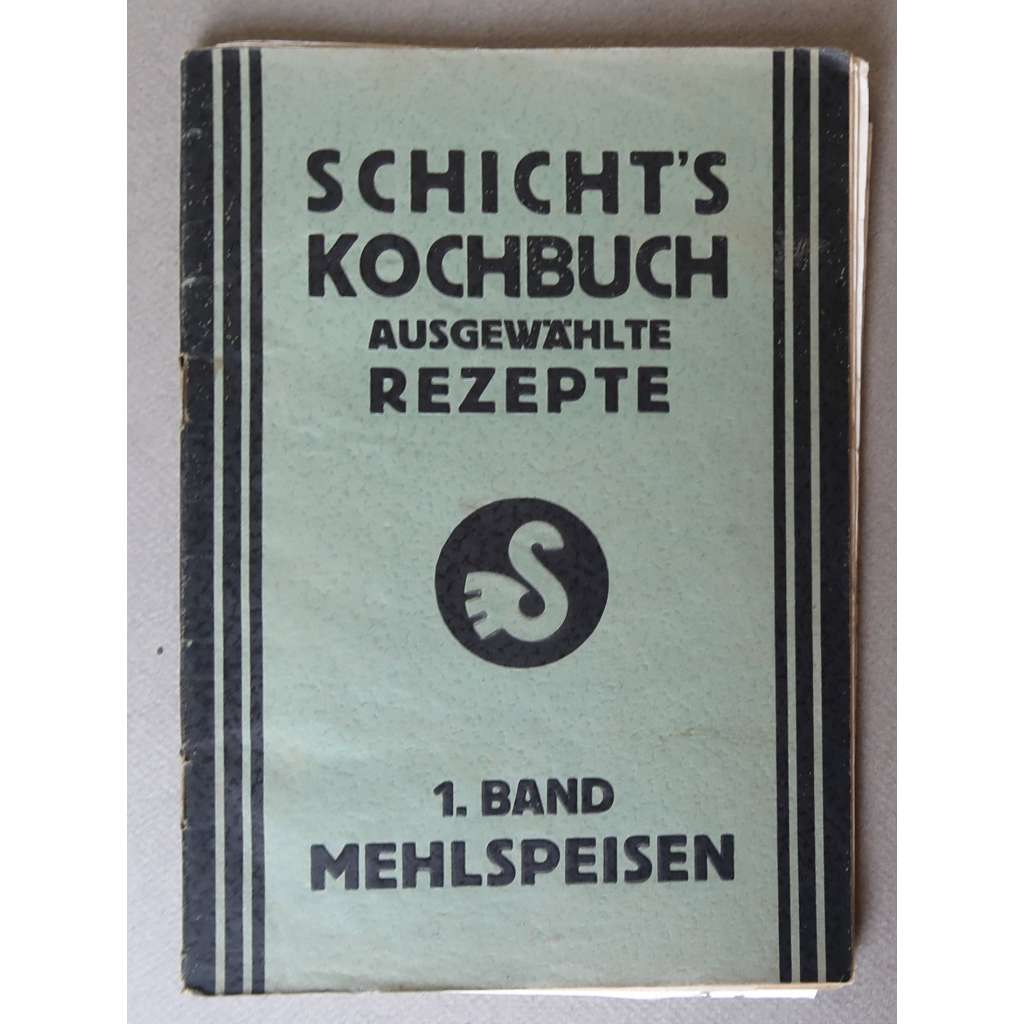 SCHICHT'S
KOCHBUCH
AUSGEWÄHLTE
REZEPTE
1. BAND
MEHLSPEISEN